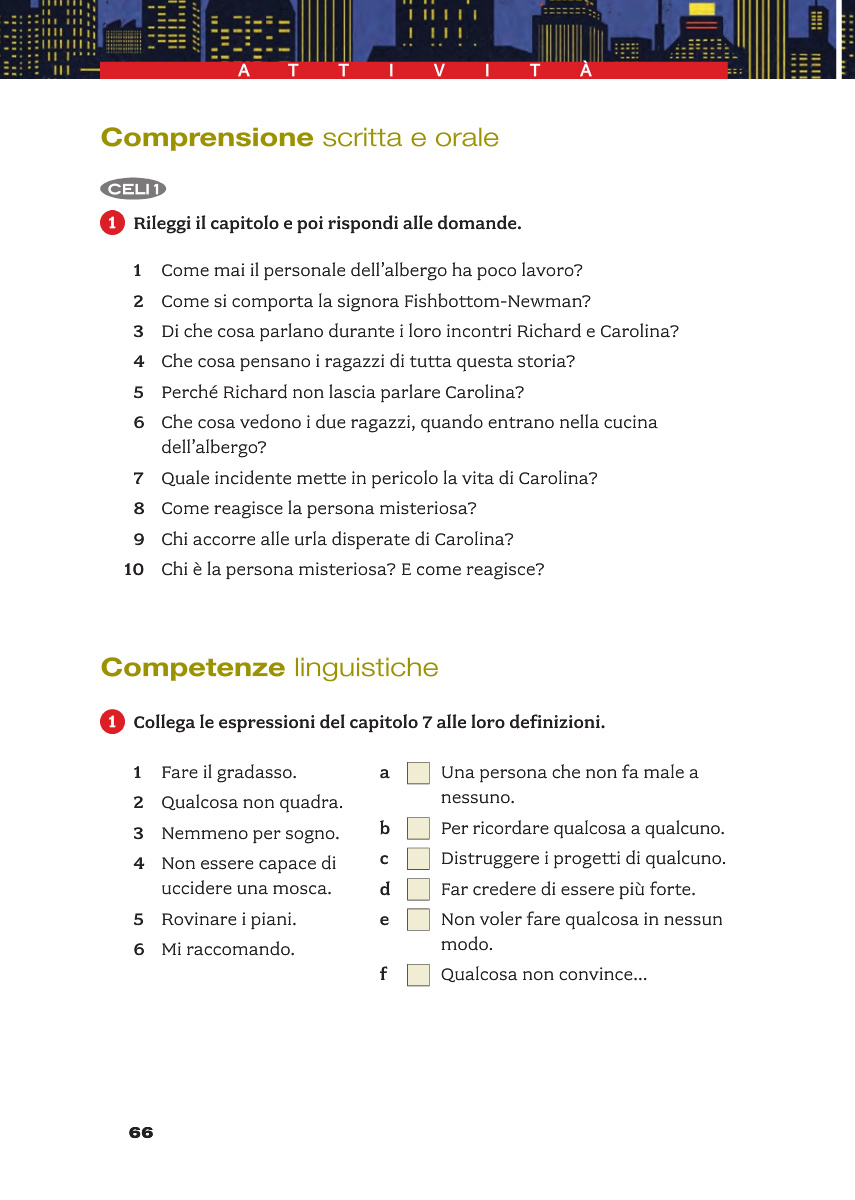 ATTIVITÀ
Comprensione scritta e orale
CELI 1
1 Rileggi il capitolo e poi rispondi alle domande.
1 Come mai il personale dell'albergo ha poco lavoro?
2 Come si comporta la signora Fishbottom-Newman?
3 Di che cosa parlano durante i loro incontri Richard e Carolina?
4 Che cosa pensano i ragazzi di tutta questa storia?
5 Perché Richard non lascia parlare Carolina?
6 Che cosa vedono i due ragazzi, quando entrano nella cucina
dell'albergo?
7 Quale incidente mette in pericolo la vita di Carolina?
8 Come reagisce la persona misteriosa?
9 Chi accorre alle urla disperate di Carolina?
10 Chi è la persona misteriosa? E come reagisce?
Competenze linguistiche
1 Collega le espressioni del capitolo 7 alle loro definizioni.
1 Fare il gradasso.
2 Qualcosa non quadra.
3 Nemmeno per sogno.
4 Non essere capace di
uccidere una mosca.
5 Rovinare i piani.
6 Mi raccomando.
a Una persona che non fa male a
nessuno.
b Per ricordare qualcosa a qualcuno.
c Distruggere i progetti di qualcuno.
d Far credere di essere più forte.
e Non voler fare qualcosa in nessun
modo.
f Qualcosa non convince...
66